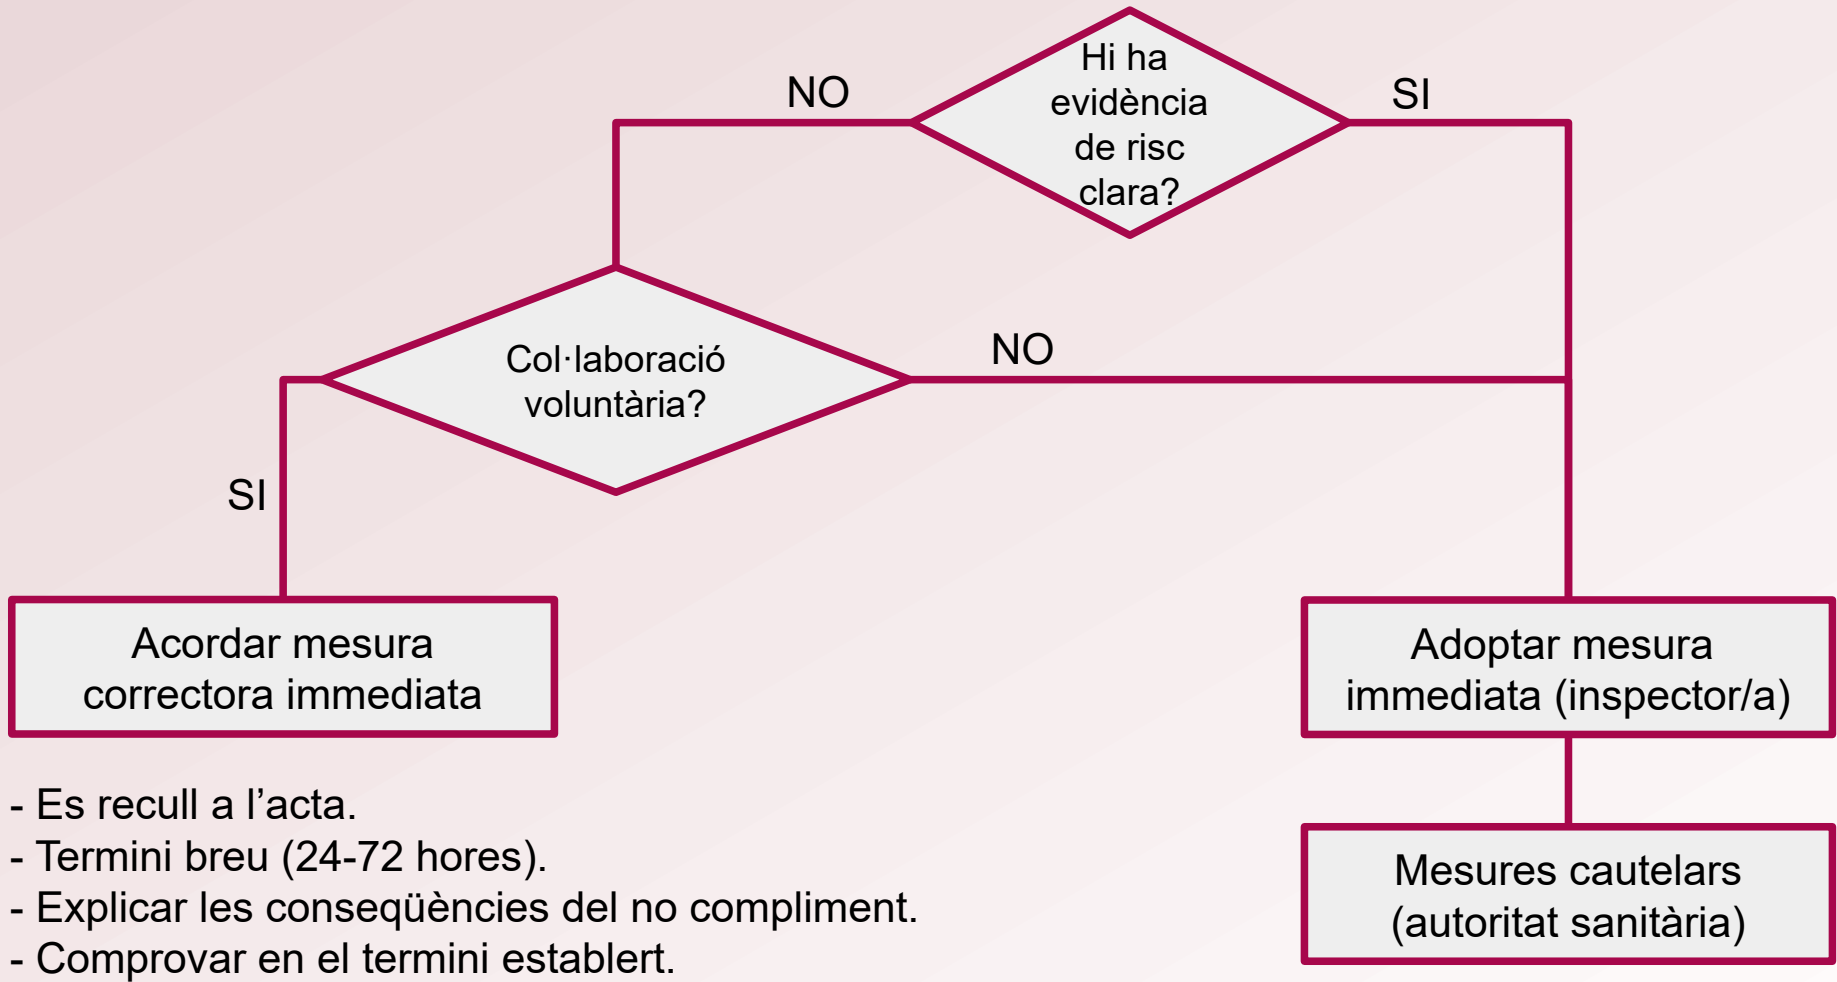 Hi ha
evidència
de risc
clara?
NO
SI
Col·laboració
voluntària?
NO
SI
Acordar mesura
correctora immediata
Adoptar mesura
immediata (inspector/a)
- Es recull a l’acta.
- Termini breu (24-72 hores).
- Explicar les conseqüències del no compliment.
- Comprovar en el termini establert.
Mesures cautelars
(autoritat sanitària)